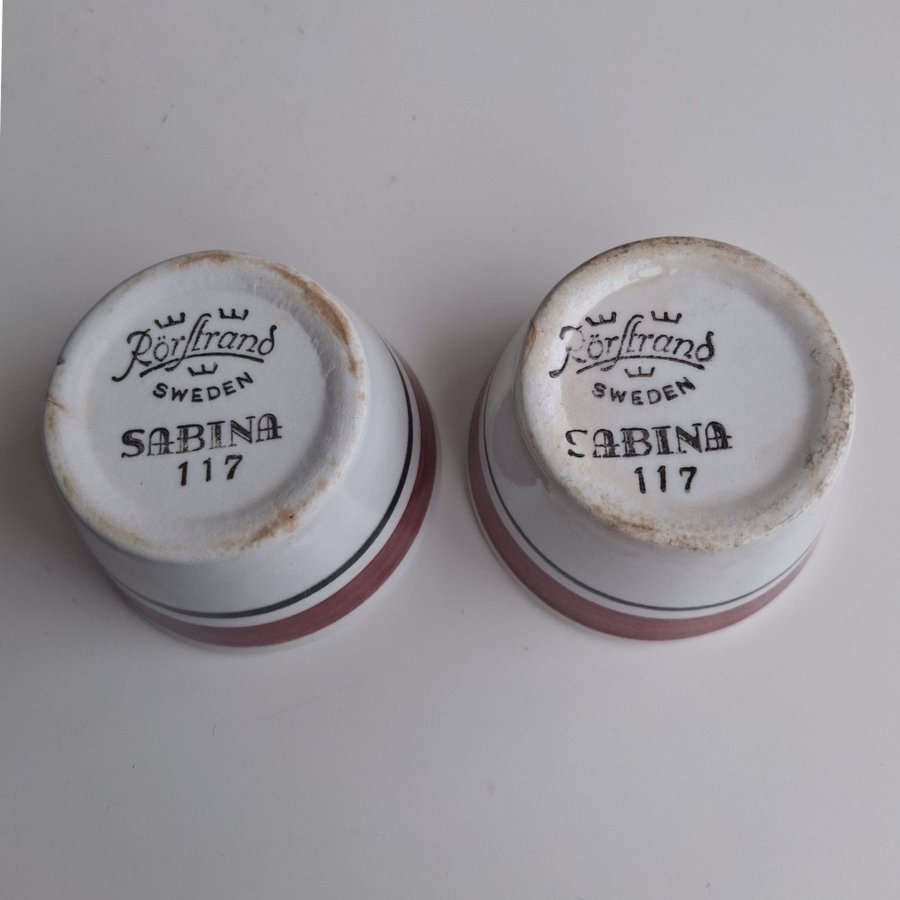 Rörstrand
SWEDEN
SABINA
117
Rörstrand
SWEDEN
SABINA
117